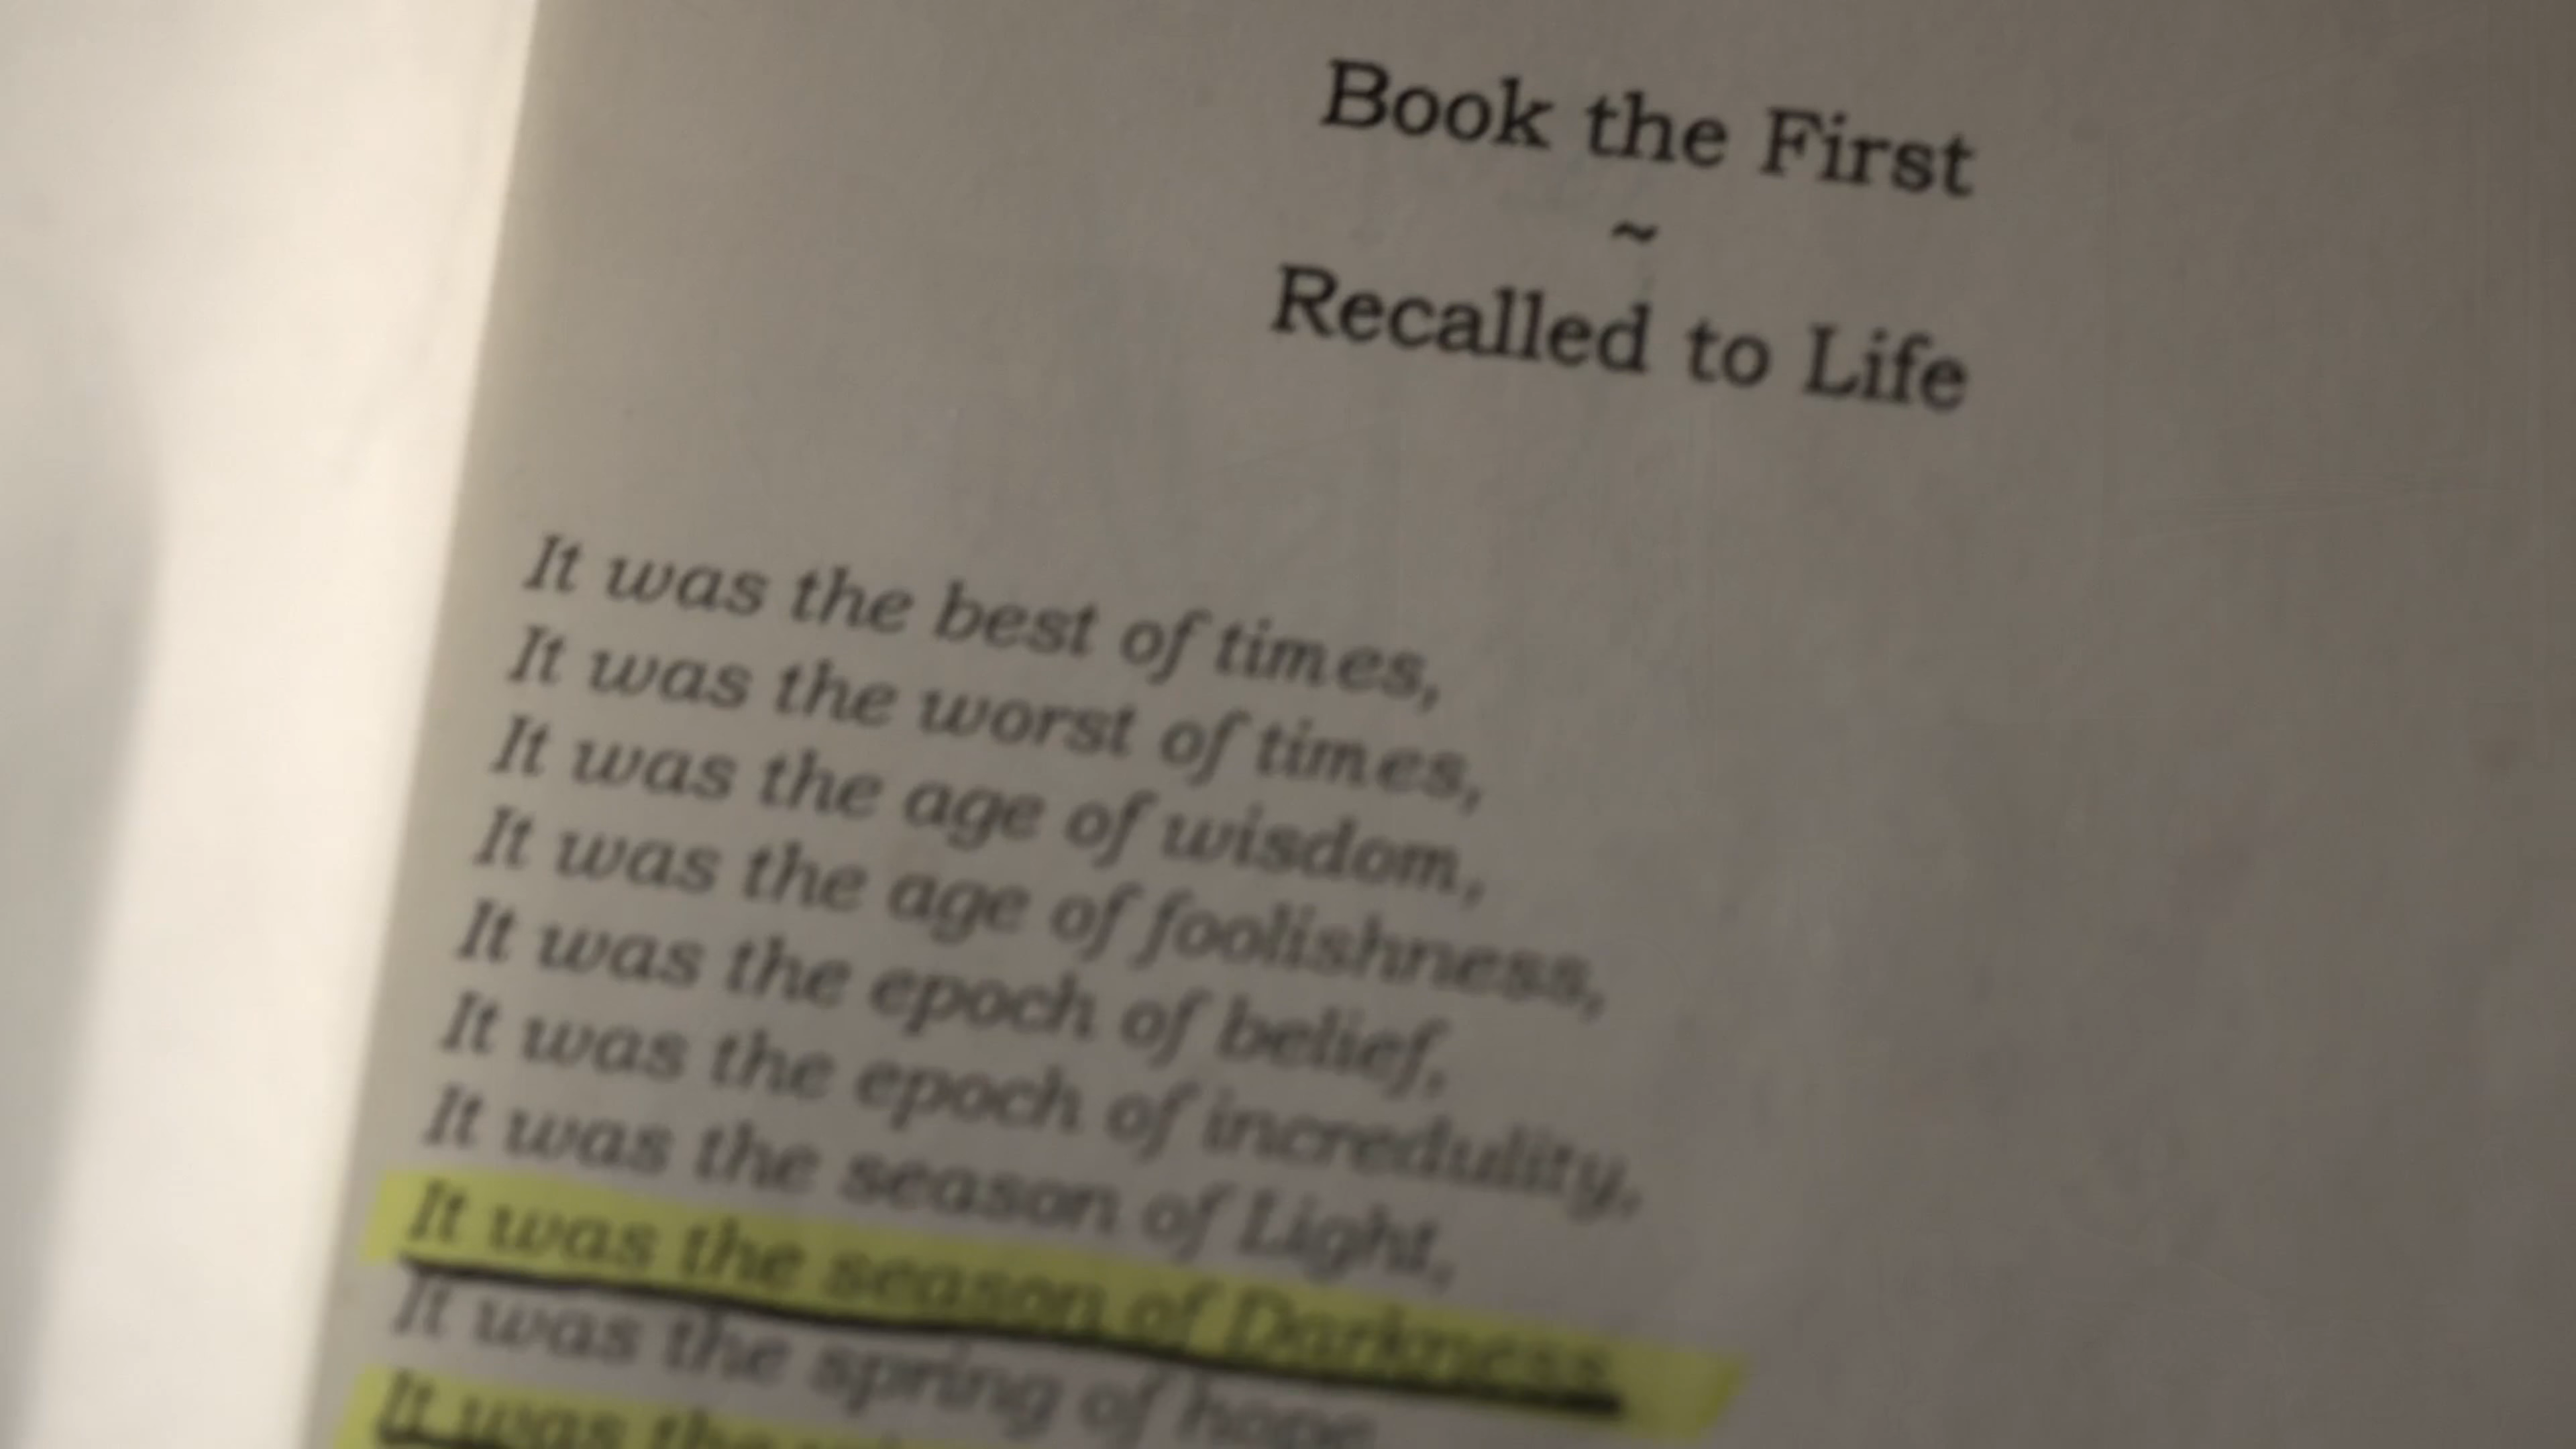 Book the First
~
Recalled to Life
It was the best of times,
It was the worst of times,
It was the age of wisdom,
It was the age of foolishness,
It was the epoch of belief,
It was the epoch of incredulity,
It was the season of Light,
It was the season of Darkness
It was the spring of hope
It was the